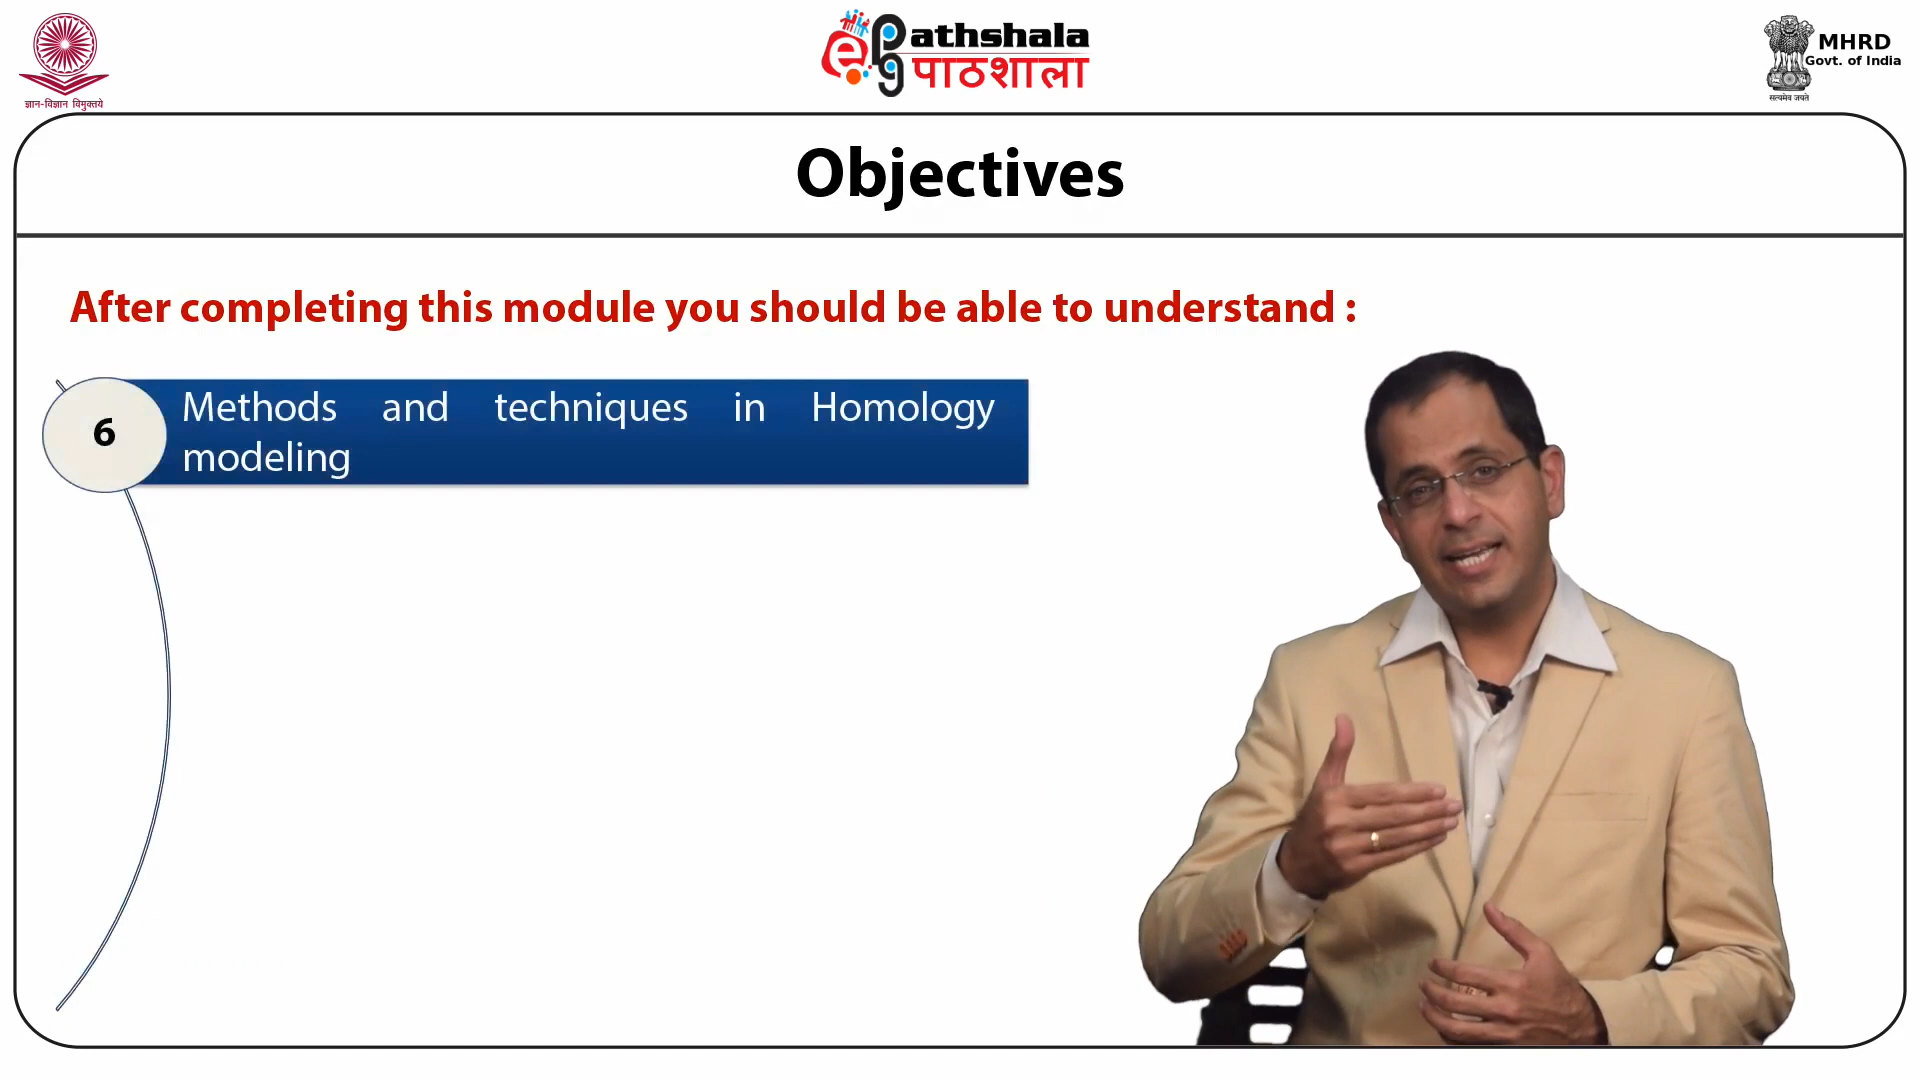 ज्ञान-विज्ञान विमुक्तये
ePathshala
पाठशाला
MHRD
Govt. of India
सत्यमेव जयते
Objectives
After completing this module you should be able to understand :
6
Methods and techniques in Homology
modeling